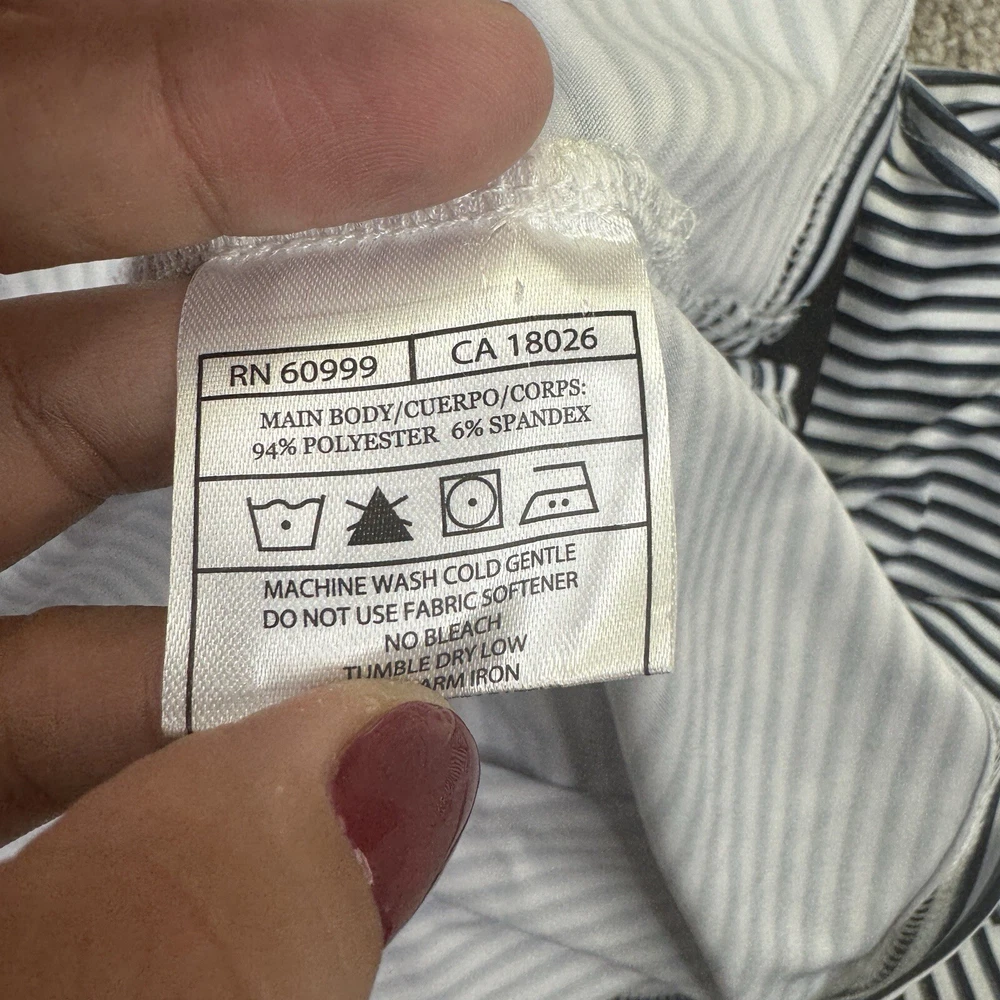 RN 60999
CA 18026
MAIN BODY/CUERPO/CORPS:
94% POLYESTER 6% SPANDEX
MACHINE WASH COLD GENTLE
DO NOT USE FABRIC SOFTENER
NO BLEACH
TUMBLE DRY LOW
IRON